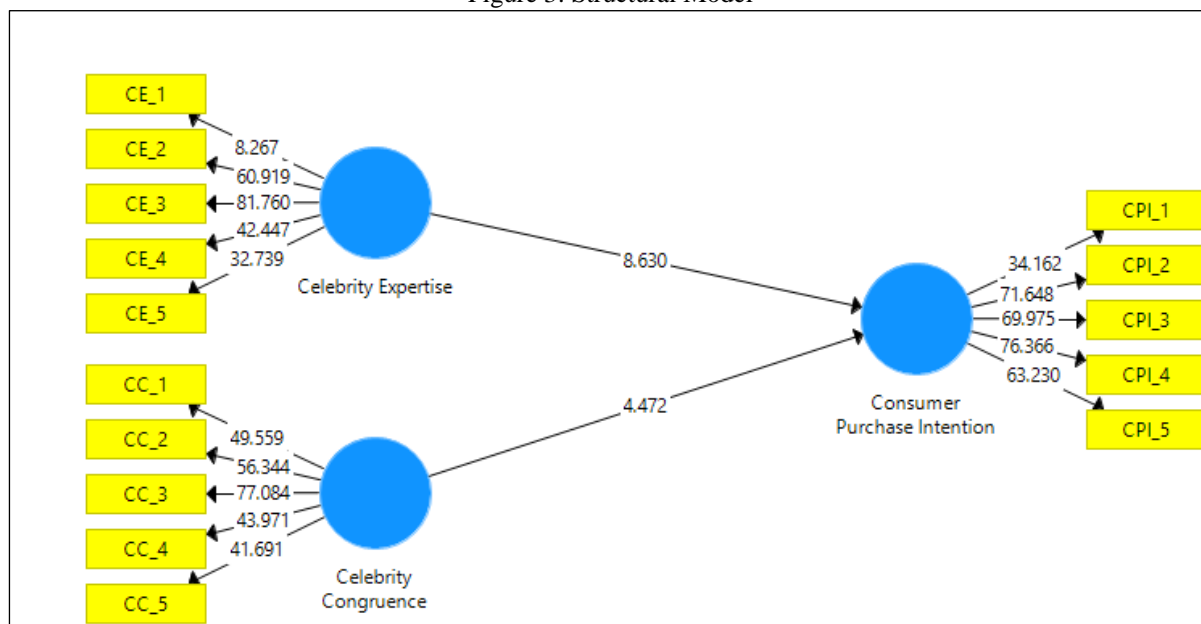 Figure 3: Structural Model
CE_1
CE_2
CE_3
CE_4
CE_5
8.267
60.919
81.760
42.447
32.739
Celebrity Expertise
CC_1
CC_2
CC_3
CC_4
CC_5
49.559
56.344
77.084
43.971
41.691
Celebrity
Congruence
8.630
4.472
Consumer
Purchase Intention
34.162
71.648
69.975
76.366
63.230
CPI_1
CPI_2
CPI_3
CPI_4
CPI_5